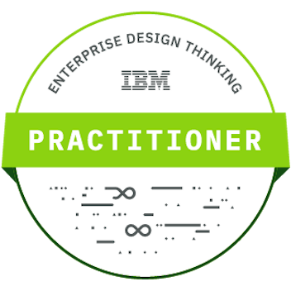 ENTERPRISE DESIGN THINKING
IBM
PRACTITIONER